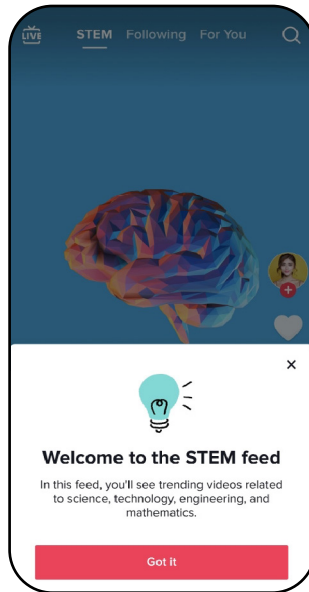 LIVE
STEM Following For You
Welcome to the STEM feed
In this feed, you'll see trending videos related
to science, technology, engineering, and
mathematics.
Got it